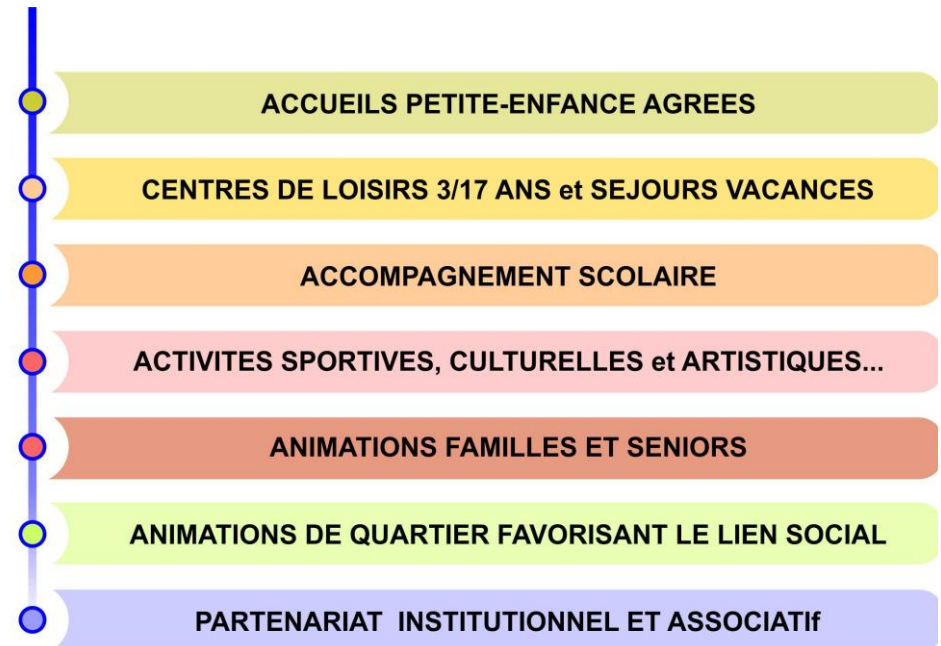 ACCUEILS PETITE-ENFANCE AGREES
CENTRES DE LOISIRS 3/17 ANS et SEJOURS VACANCES
ACCOMPAGNEMENT SCOLAIRE
ACTIVITES SPORTIVES, CULTURELLES et ARTISTIQUES...
ANIMATIONS FAMILLES ET SENIORS
ANIMATIONS DE QUARTIER FAVORISANT LE LIEN SOCIAL
PARTENARIAT INSTITUTIONNEL ET ASSOCIATIf